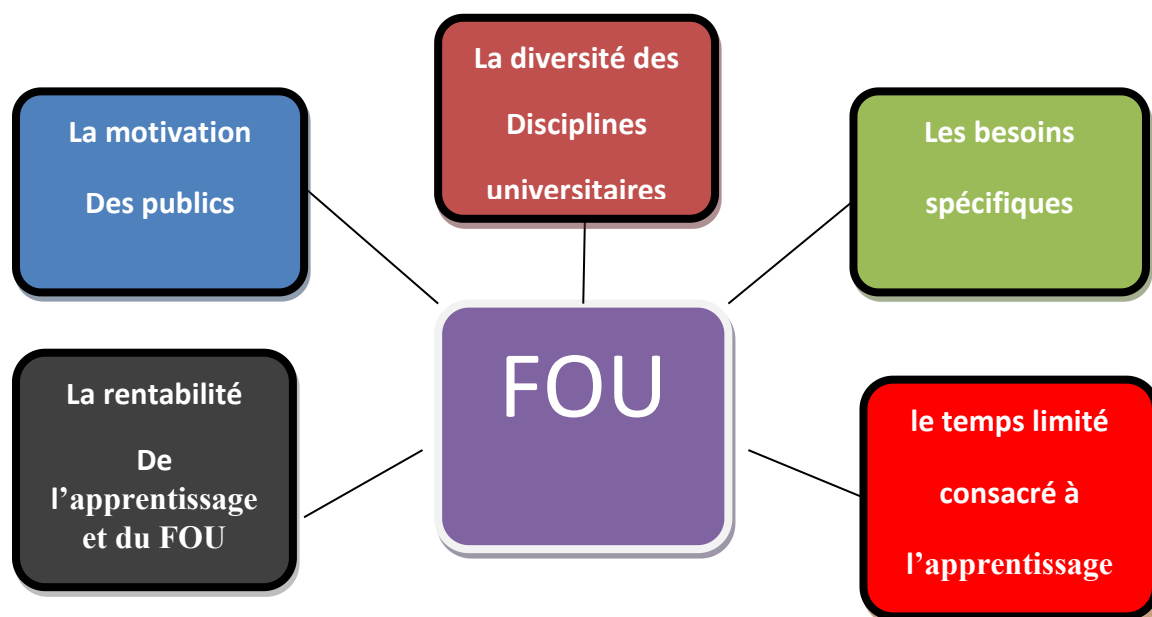 La diversité des
Disciplines
universitaires
La motivation
Des publics
Les besoins
spécifiques
FOU
La rentabilité
De
l’apprentissage
et du FOU
le temps limité
consacré à
l’apprentissage